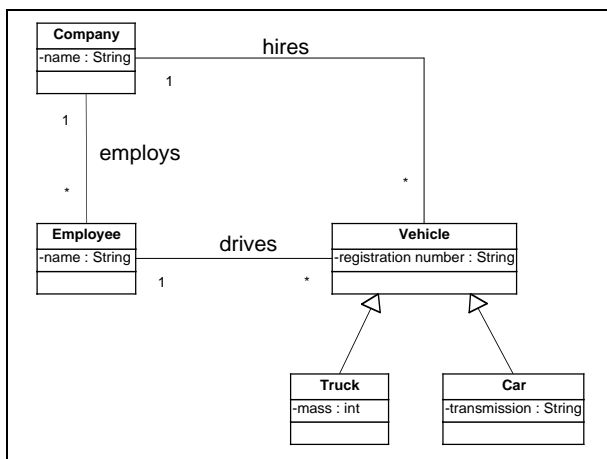 Company
-name : String
hires
1
1
employs
*
*
Employee
-name : String
drives
1
*
Vehicle
-registration number : String
Truck
-mass : int
Car
-transmission : String